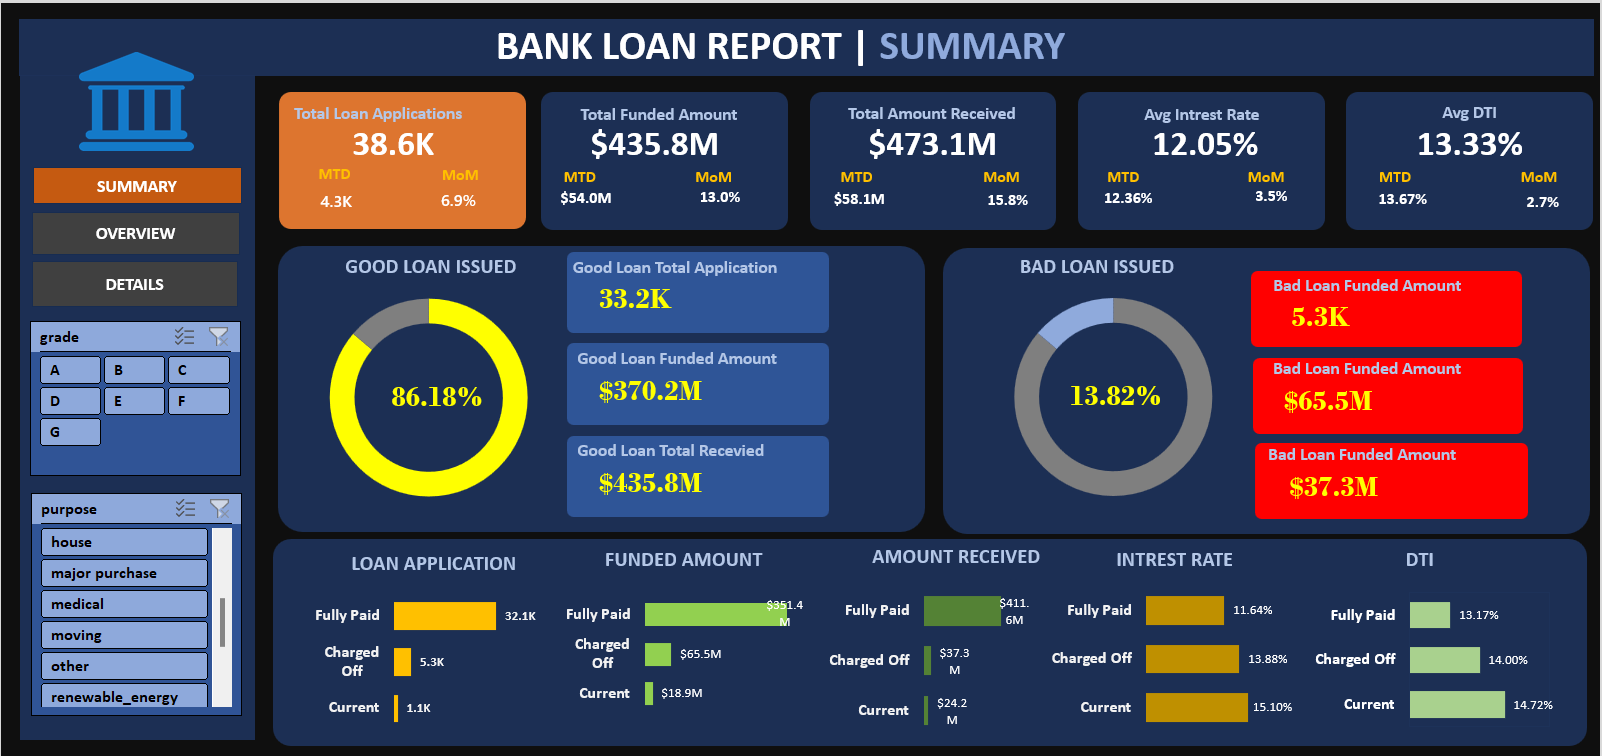 BANK LOAN REPORT | SUMMARY
SUMMARY
OVERVIEW
DETAILS
grade
A B C
D E F
G
purpose
house
major purchase
medical
moving
other
renewable_energy
Total Loan Applications
38.6K
MTD MoM
4.3K 6.9%
Total Funded Amount
$435.8M
MTD MoM
$54.0M 13.0%
Total Amount Received
$473.1M
MTD MoM
$58.1M 15.8%
Avg Intrest Rate
12.05%
MTD MoM
12.36% 3.5%
Avg DTI
13.33%
MTD MoM
13.67% 2.7%
GOOD LOAN ISSUED
86.18%
Good Loan Total Application
33.2K
Good Loan Funded Amount
$370.2M
Good Loan Total Recevied
$435.8M
BAD LOAN ISSUED
13.82%
Bad Loan Funded Amount
5.3K
Bad Loan Funded Amount
$65.5M
Bad Loan Funded Amount
$37.3M
LOAN APPLICATION
Fully Paid 32.1K
Charged
Off 5.3K
Current 1.1K
FUNDED AMOUNT
Fully Paid $351.4
M
Charged
Off $65.5M
Current $18.9M
AMOUNT RECEIVED
Fully Paid $411.
6M
Charged Off $37.3
M
Current $24.2
M
INTREST RATE
Fully Paid 11.64%
Charged Off 13.88%
Current 15.10%
DTI
Fully Paid 13.17%
Charged Off 14.00%
Current 14.72%